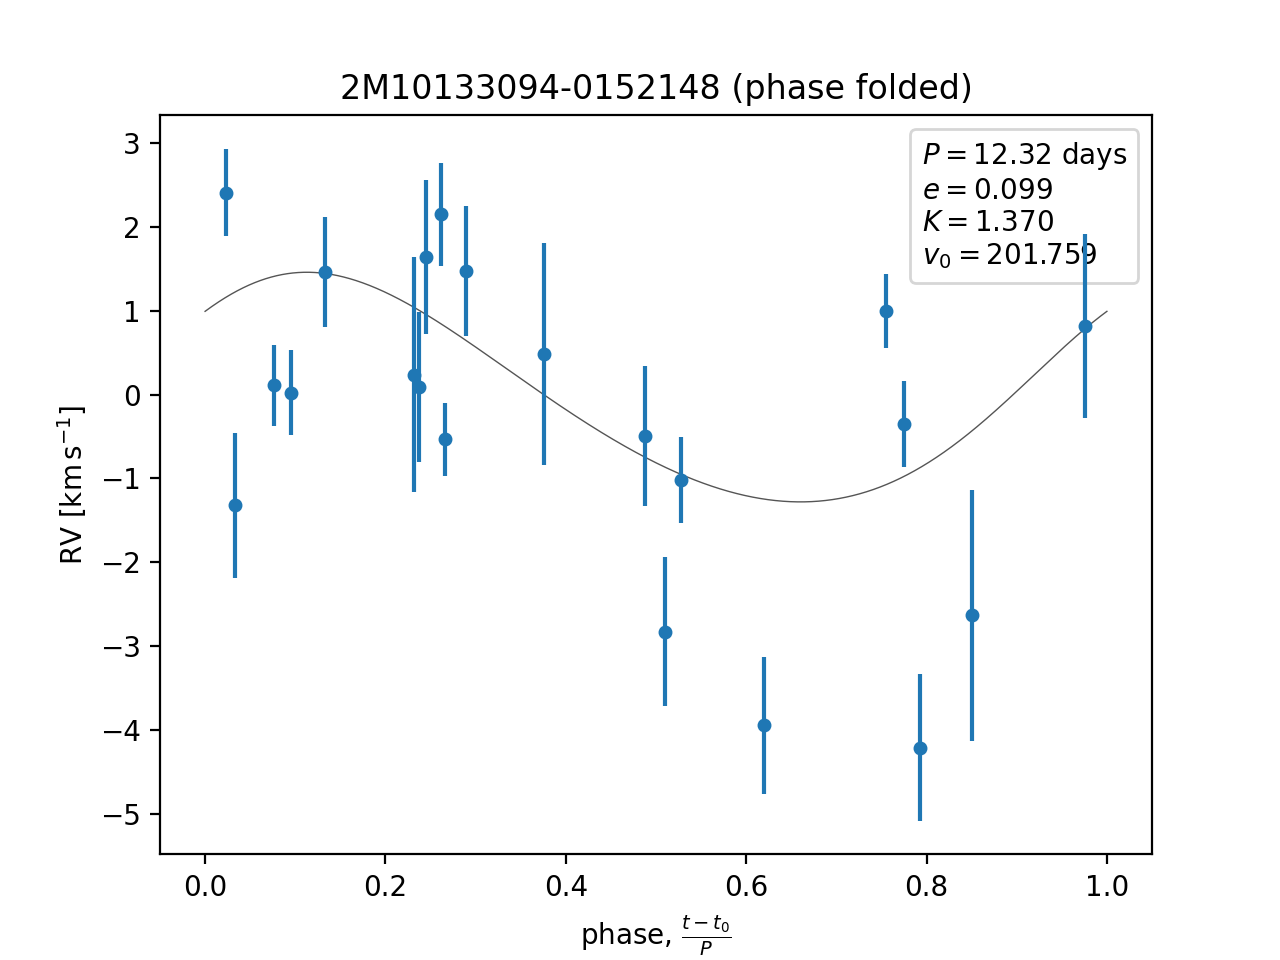 2M10133094-0152148 (phase folded)
P = 12.32 days
e = 0.099
K = 1.370
v₀ = 201.759
3
2
1
0
−1
−2
−3
−4
−5
RV [km s⁻¹]
0.0 0.2 0.4 0.6 0.8 1.0
phase, (t − t₀)/P